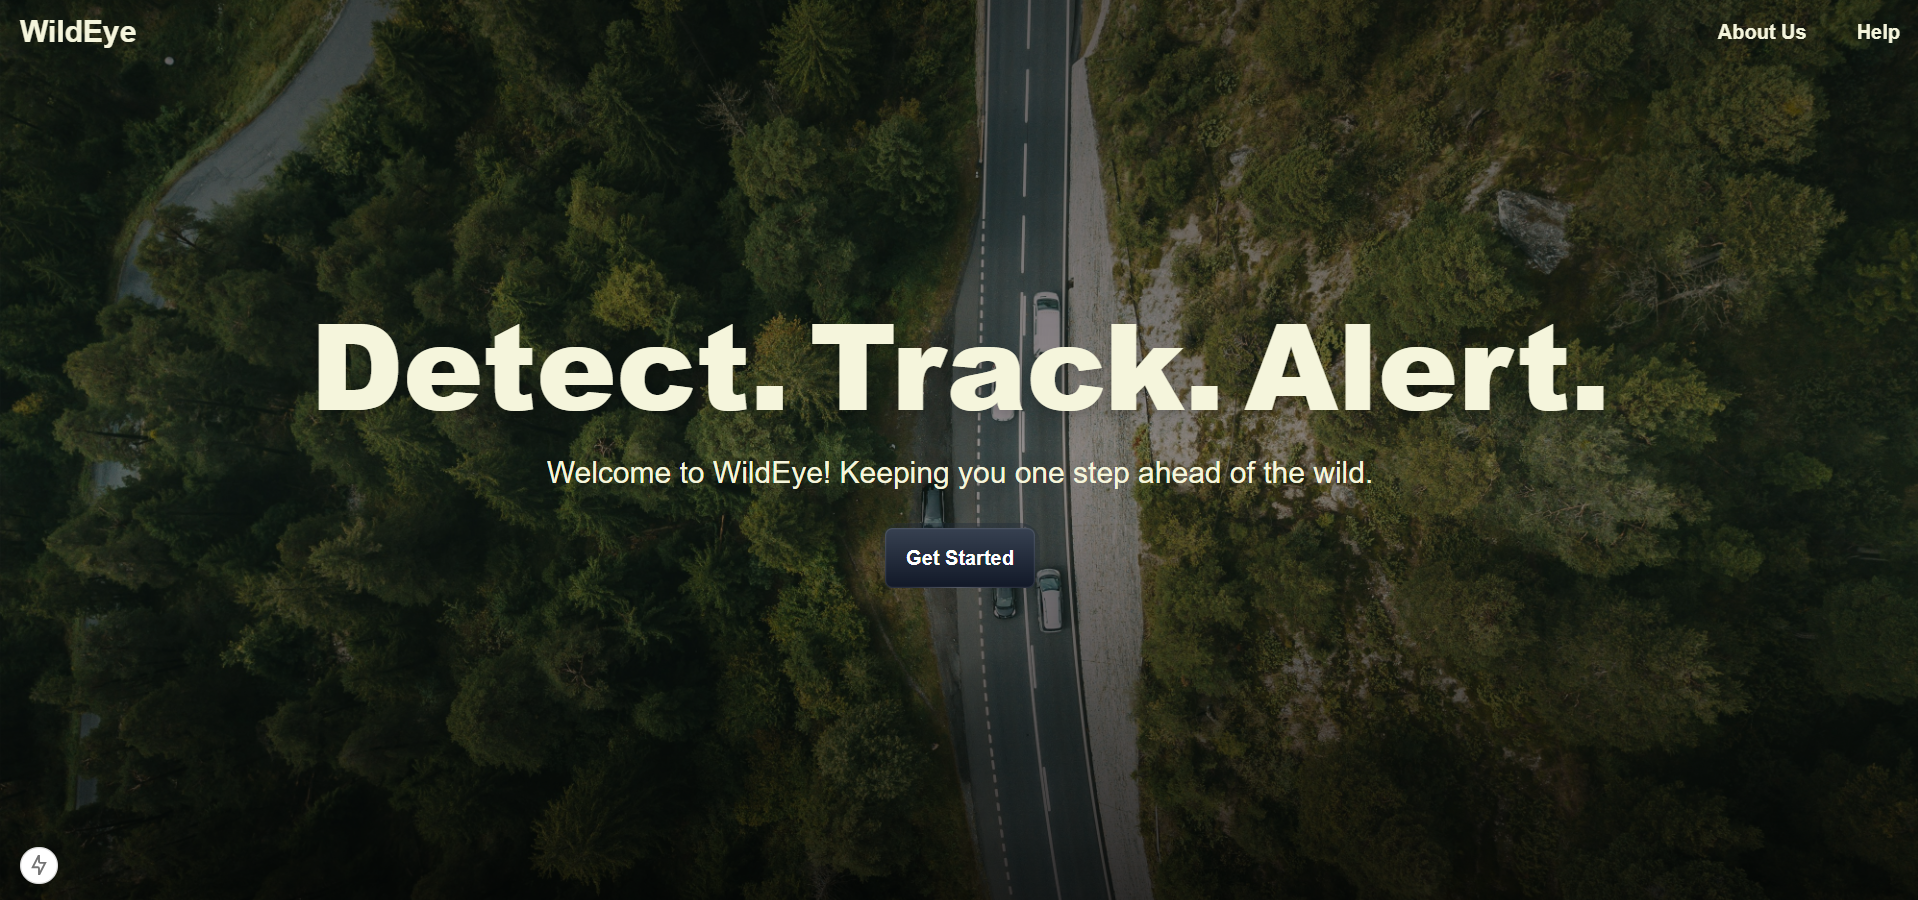 WildEye
About Us
Help
Detect. Track. Alert.
Welcome to WildEye! Keeping you one step ahead of the wild.
Get Started